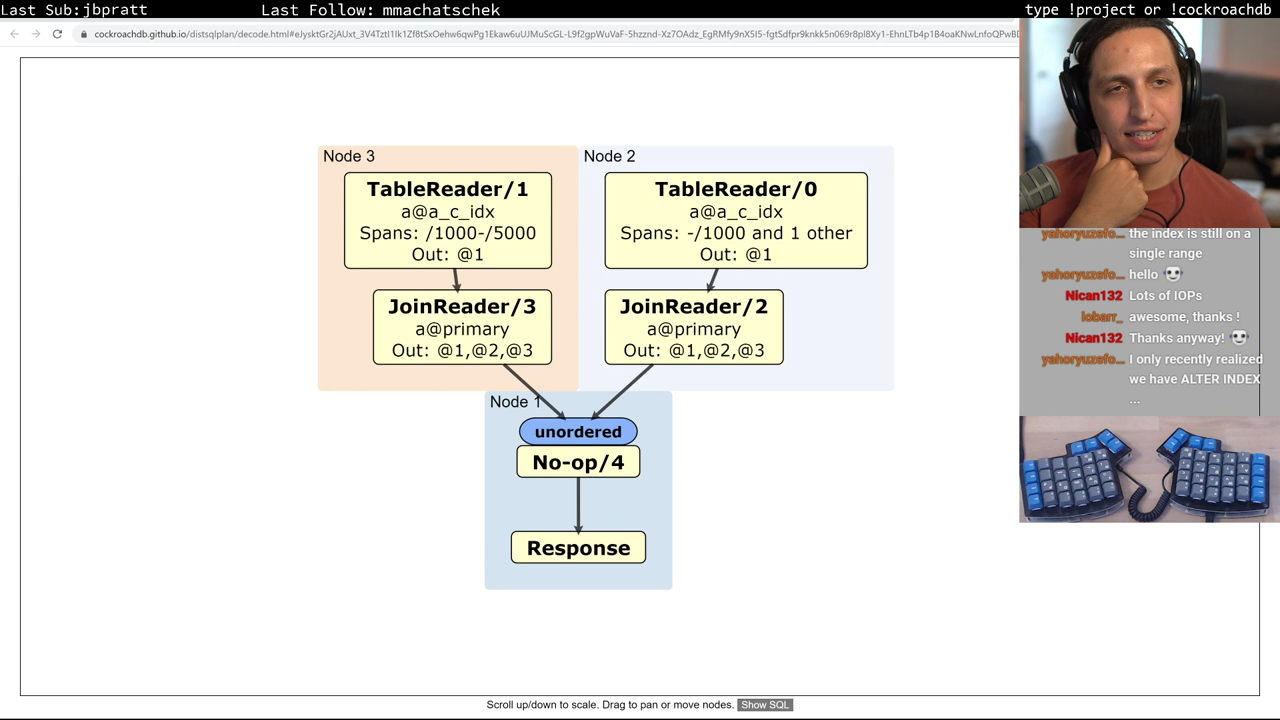 Last Sub:jbpratt
Last Follow: mmachatschek
type !project or !cockroachdb
Node 3
TableReader/1
a@a_c_idx
Spans: /1000-/5000
Out: @1
JoinReader/3
a@primary
Out: @1,@2,@3
Node 2
TableReader/0
a@a_c_idx
Spans: -/1000 and 1 other
Out: @1
JoinReader/2
a@primary
Out: @1,@2,@3
Node 1
unordered
No-op/4
Response
Scroll up/down to scale. Drag to pan or move nodes. Show SQL
yahoryuzefo... the index is still on a
single range
yahoryuzefo... hello
Nican132 Lots of IOPs
lobarr_ awesome, thanks !
Nican132 Thanks anyway!
yahoryuzefo... I only recently realized
we have ALTER INDEX
...